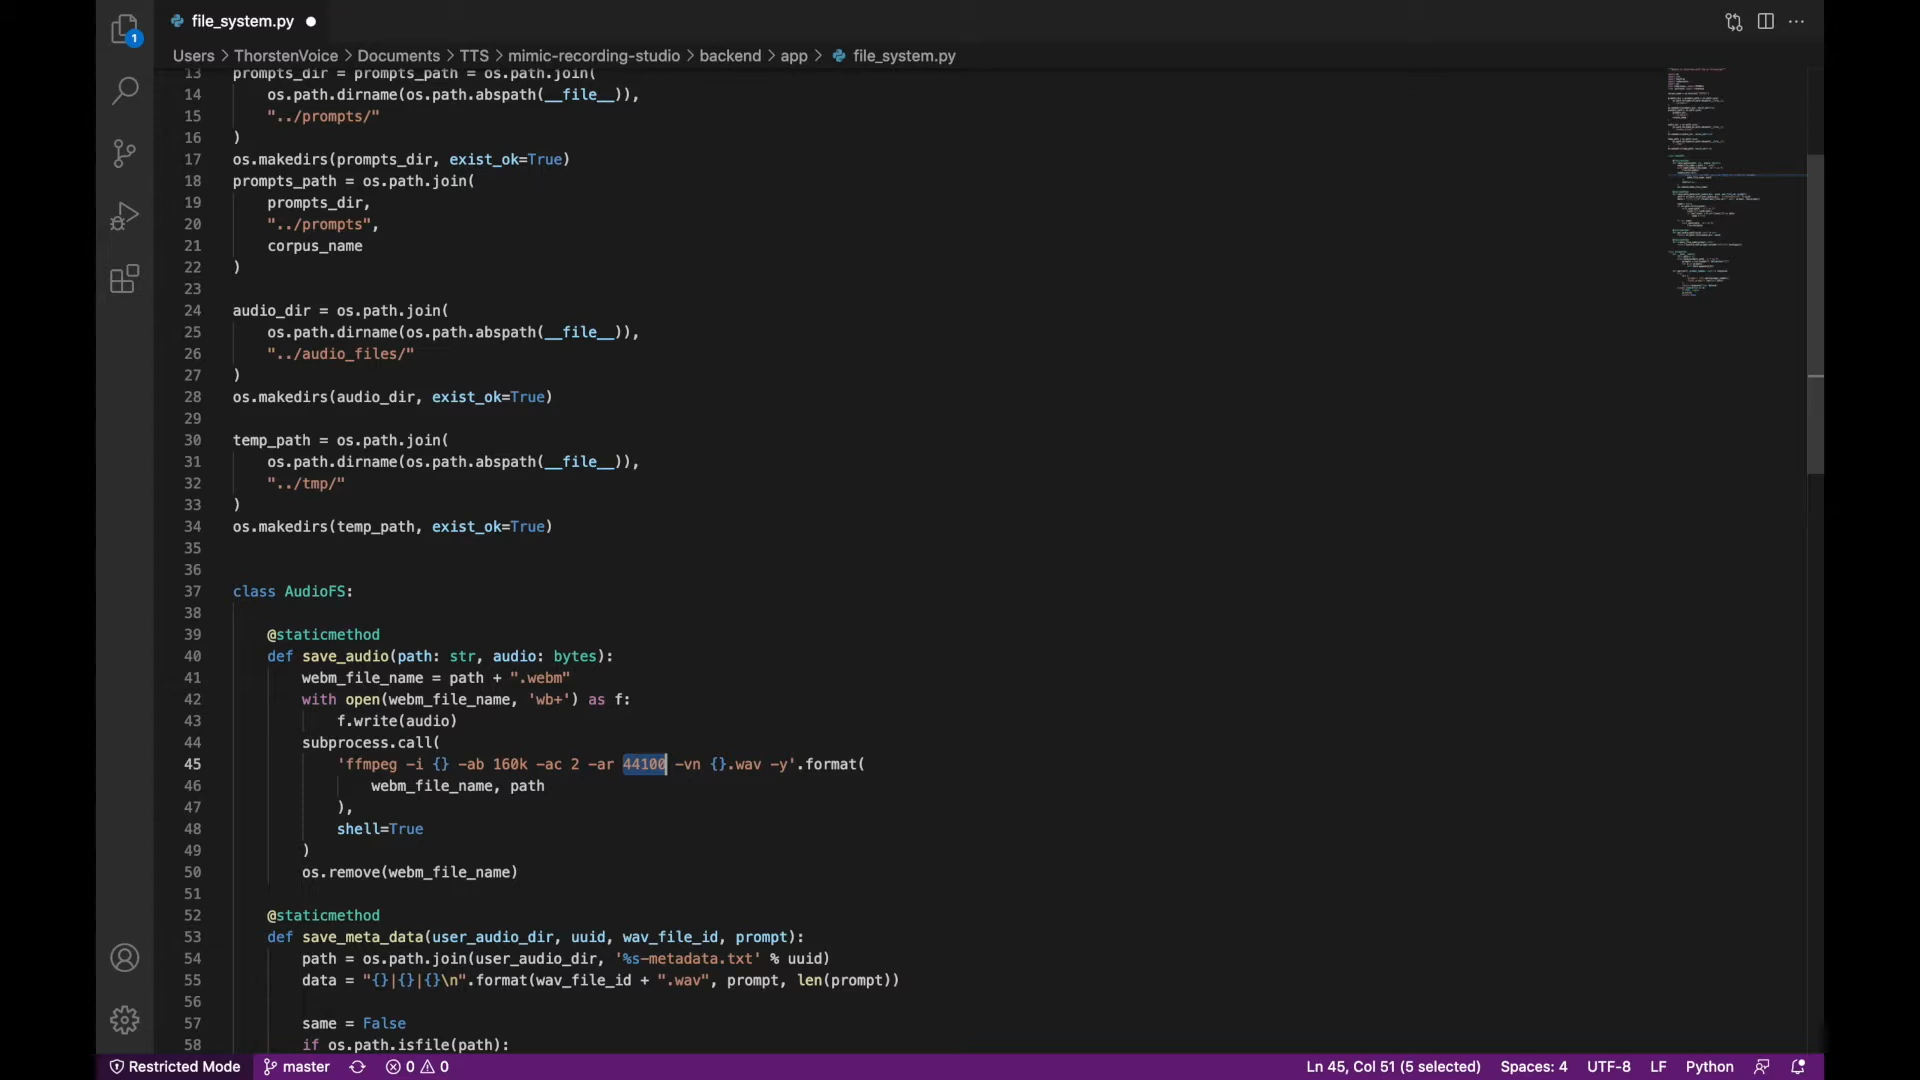 file_system.py
Users > ThorstenVoice > Documents > TTS > mimic-recording-studio > backend > app > file_system.py
1
13 prompts_dir = prompts_path = os.path.join(
14 os.path.dirname(os.path.abspath(__file__)),
15 "../prompts/"
16 )
17 os.makedirs(prompts_dir, exist_ok=True)
18 prompts_path = os.path.join(
19 prompts_dir,
20 "../prompts",
21 corpus_name
22 )
23
24 audio_dir = os.path.join(
25 os.path.dirname(os.path.abspath(__file__)),
26 "../audio_files/"
27 )
28 os.makedirs(audio_dir, exist_ok=True)
29
30 temp_path = os.path.join(
31 os.path.dirname(os.path.abspath(__file__)),
32 "../tmp/"
33 )
34 os.makedirs(temp_path, exist_ok=True)
35
36
37 class AudioFS:
38
39 @staticmethod
40 def save_audio(path: str, audio: bytes):
41 webm_file_name = path + ".webm"
42 with open(webm_file_name, 'wb+') as f:
43 f.write(audio)
44 subprocess.call(
45 'ffmpeg -i {} -ab 160k -ac 2 -ar 44100 -vn {}.wav -y'.format(
46 webm_file_name, path
47 ),
48 shell=True
49 )
50 os.remove(webm_file_name)
51
52 @staticmethod
53 def save_meta_data(user_audio_dir, uuid, wav_file_id, prompt):
54 path = os.path.join(user_audio_dir, '%s-metadata.txt' % uuid)
55 data = "{}|{}|{}\n".format(wav_file_id + ".wav", prompt, len(prompt))
56
57 same = False
58 if os.path.isfile(path):
Restricted Mode master 0 0 Ln 45, Col 51 (5 selected) Spaces: 4 UTF-8 LF Python